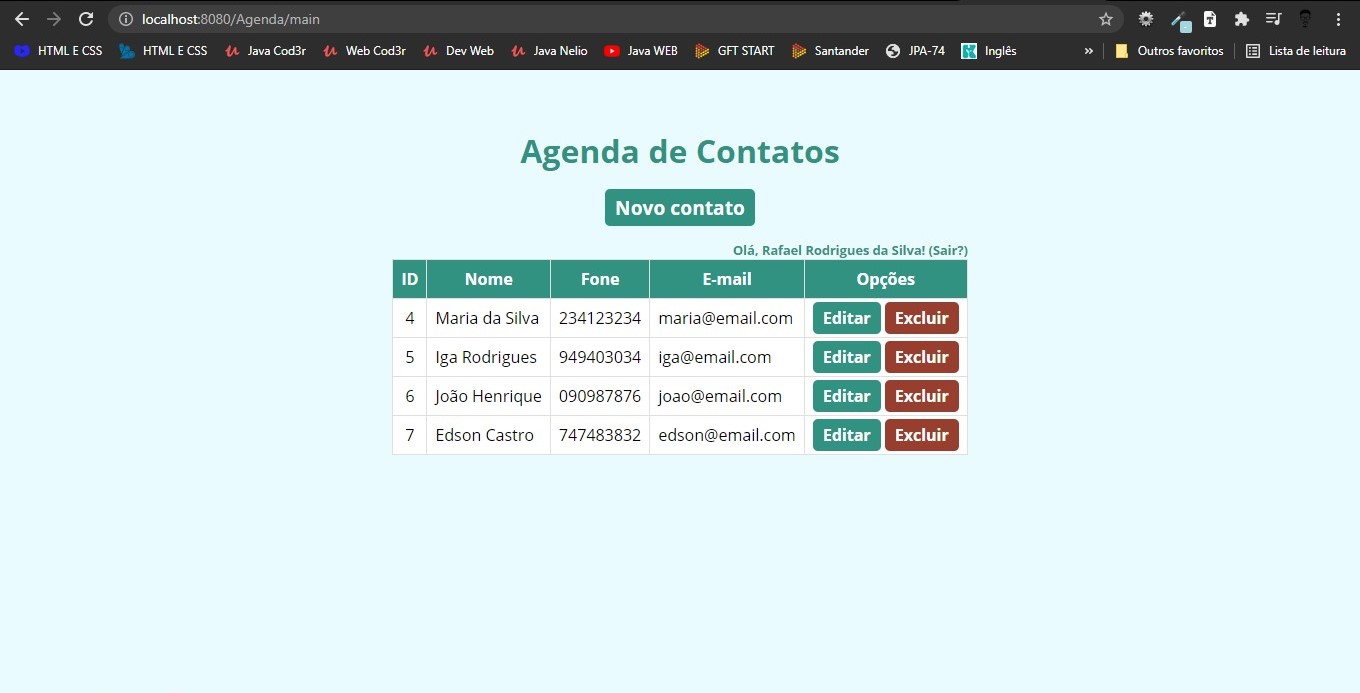 localhost:8080/Agenda/main
HTML E CSS HTML E CSS Java Cod3r Web Cod3r Dev Web Java Nelio Java WEB GFT START Santander JPA-74 Inglês » Outros favoritos Lista de leitura
Agenda de Contatos
Novo contato
Olá, Rafael Rodrigues da Silva! (Sair?)
ID Nome Fone E-mail Opções
4 Maria da Silva 234123234 maria@email.com Editar Excluir
5 Iga Rodrigues 949403034 iga@email.com Editar Excluir
6 João Henrique 090987876 joao@email.com Editar Excluir
7 Edson Castro 747483832 edson@email.com Editar Excluir